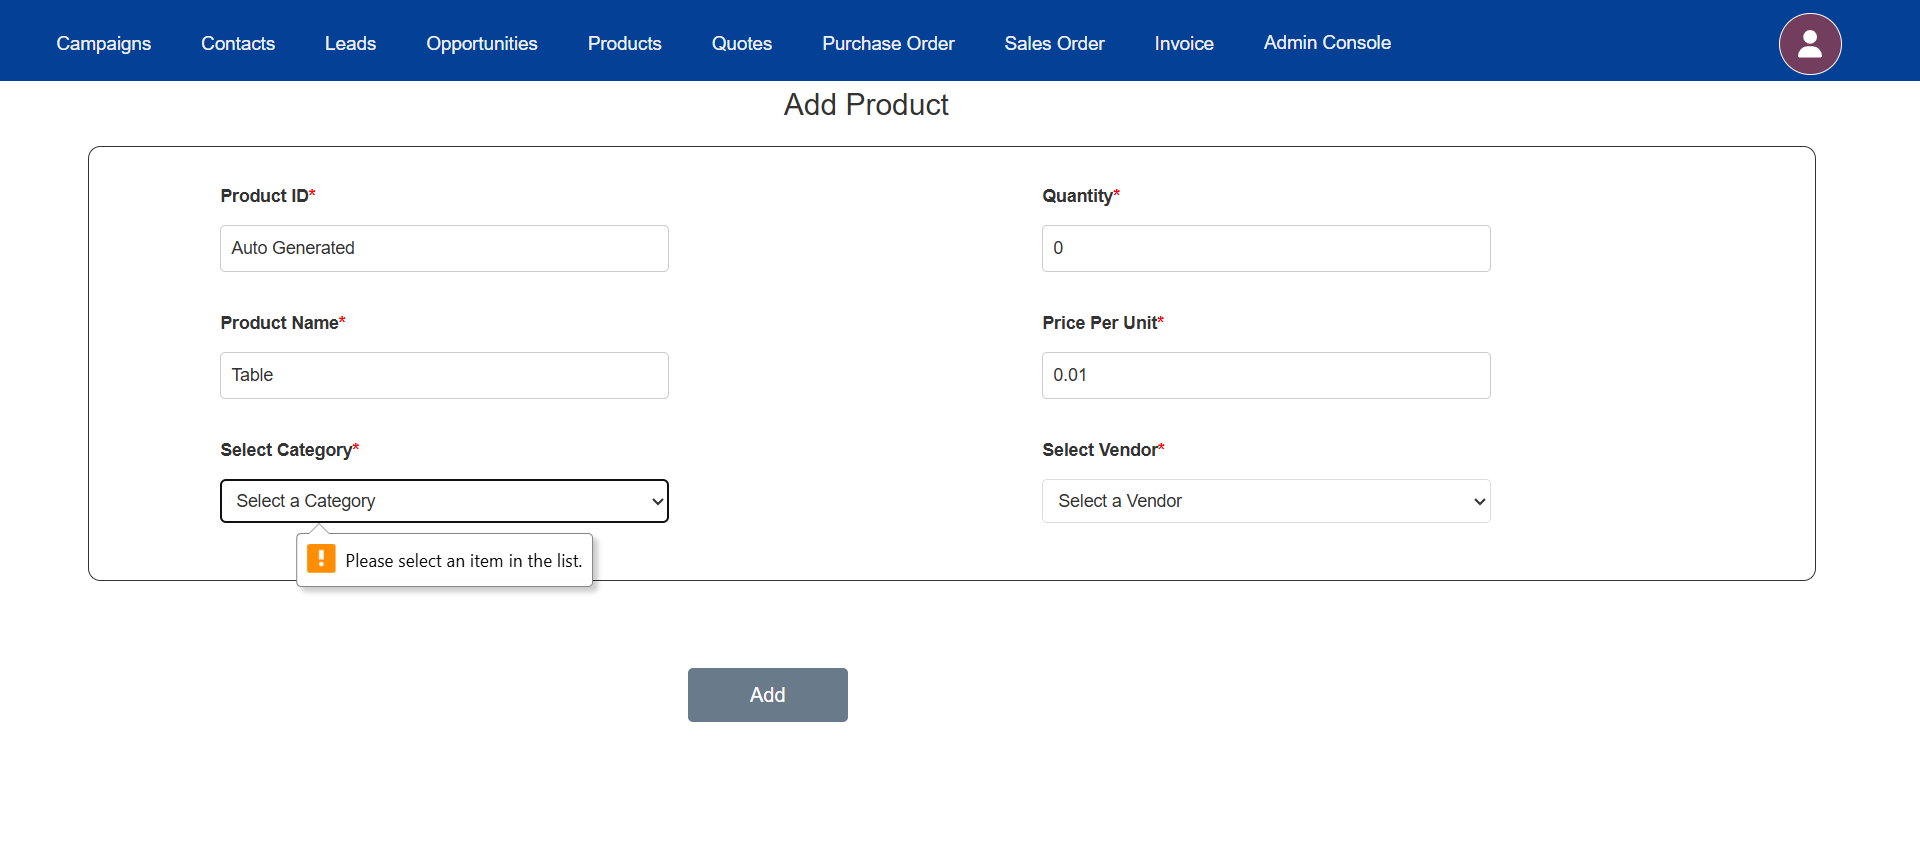 Campaigns Contacts Leads Opportunities Products Quotes Purchase Order Sales Order Invoice Admin Console
Add Product
Product ID*
Auto Generated
Quantity*
0
Product Name*
Table
Price Per Unit*
0.01
Select Category*
Select a Category
Please select an item in the list.
Select Vendor*
Select a Vendor
Add